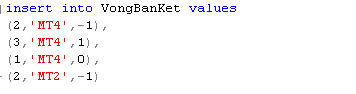 insert into VongBanKet values
(2,'MT4',-1),
(3,'MT4',1),
(1,'MT4',0),
(2,'MT2',-1)